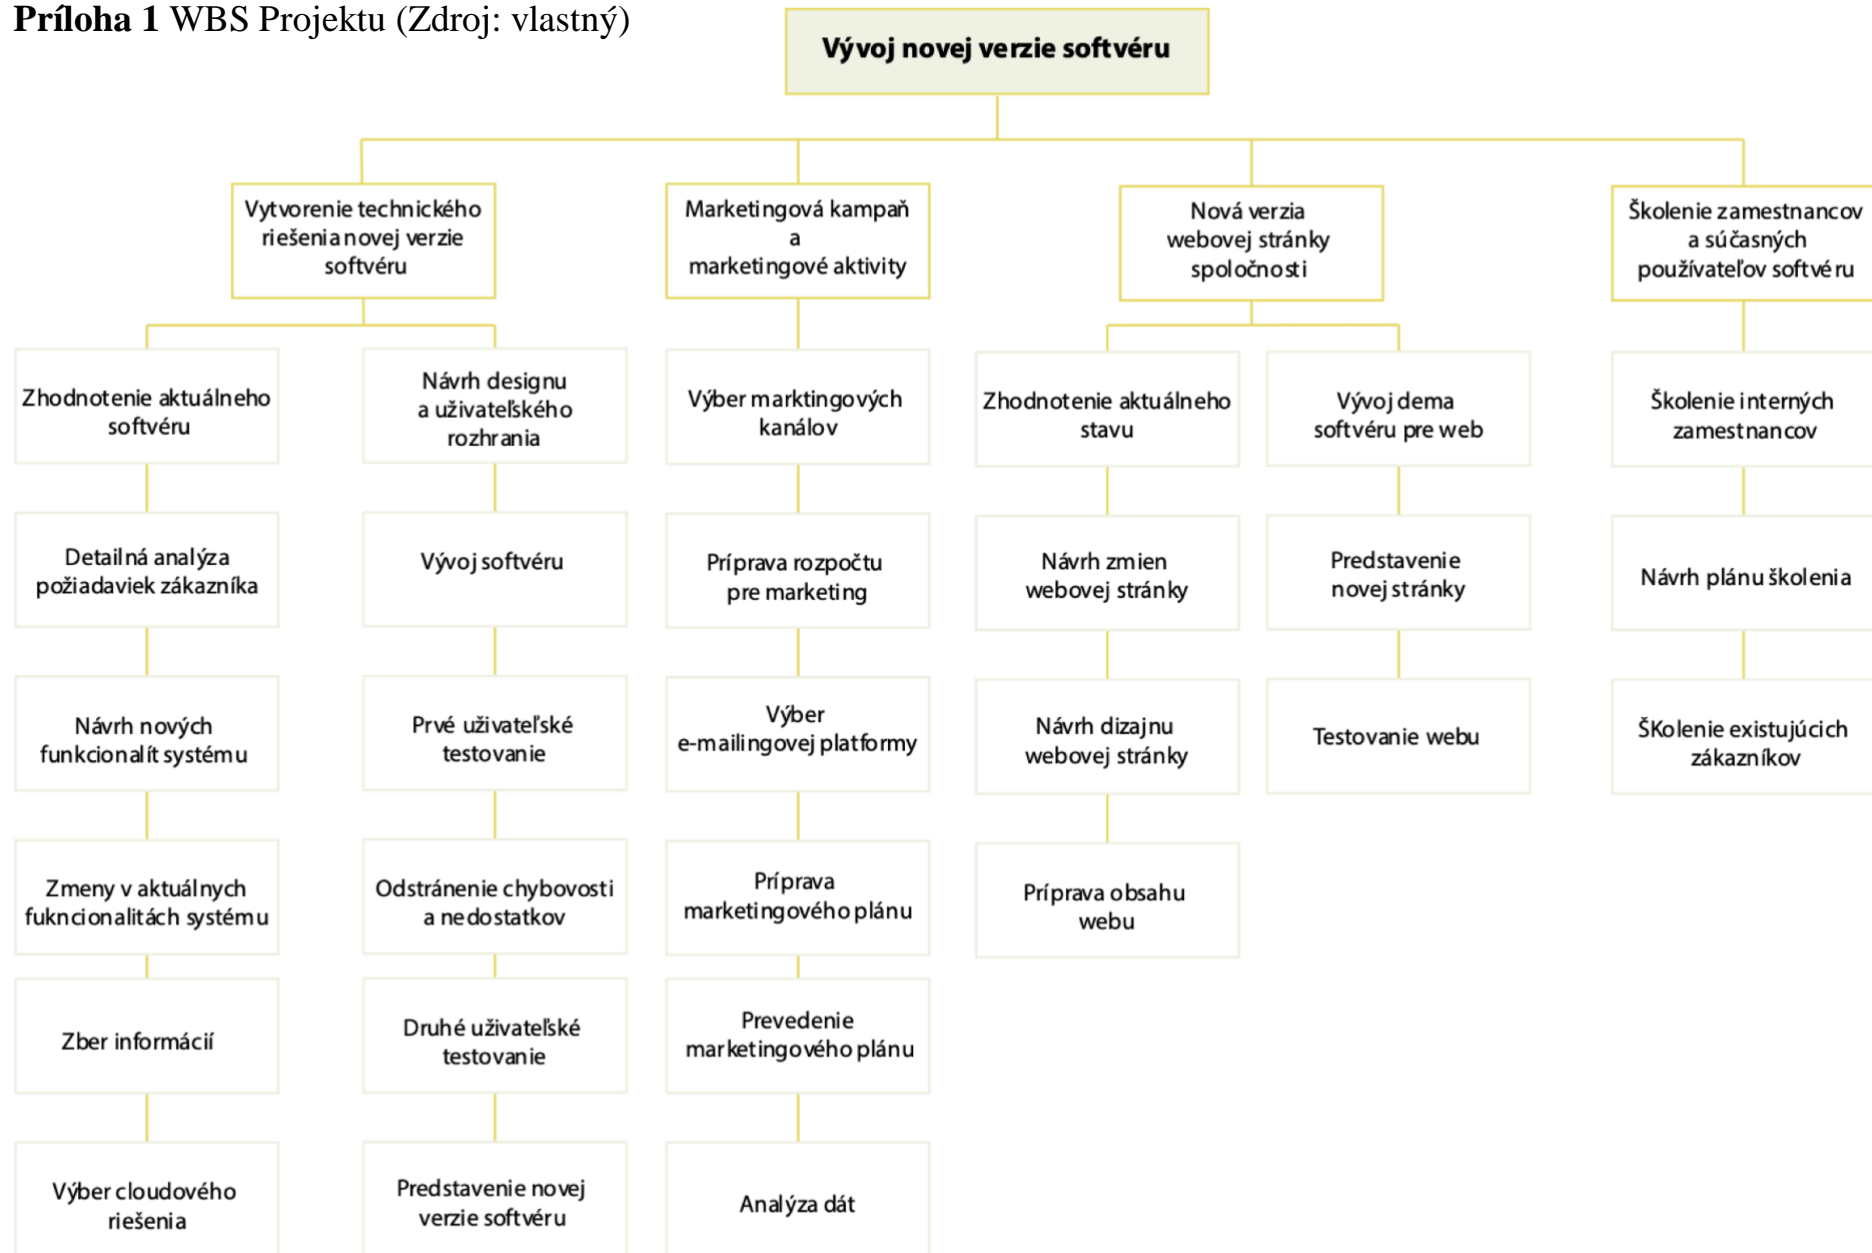 Príloha 1 WBS Projektu (Zdroj: vlastný)
Vývoj novej verzie softvéru
Vytvorenie technického
riešenia novej verzie
softvéru
Marketingová kampaň
a
marketingové aktivity
Nová verzia
webovej stránky
spoločnosti
Školenie zamestnancov
a súčasných
používateľov softvéru
Zhodnotenie aktuálneho
softvéru
Detailná analýza
požiadaviek zákazníka
Návrh nových
funkcionalít systému
Zmeny v aktuálnych
fukncionalitách systému
Zber informácií
Výber cloudového
riešenia
Návrh designu
a uživateľského
rozhrania
Vývoj softvéru
Prvé uživateľské
testovanie
Odstránenie chybovosti
a nedostatkov
Druhé uživateľské
testovanie
Predstavenie novej
verzie softvéru
Výber marktingových
kanálov
Príprava rozpočtu
pre marketing
Výber
e-mailingovej platformy
Príprava
marketingového plánu
Prevedenie
marketingového plánu
Analýza dát
Zhodnotenie aktuálneho
stavu
Návrh zmien
webovej stránky
Návrh dizajnu
webovej stránky
Príprava obsahu
webu
Vývoj dema
softvéru pre web
Predstavenie
novej stránky
Testovanie webu
Školenie interných
zamestnancov
Návrh plánu školenia
ŠKolenie existujúcich
zákazníkov